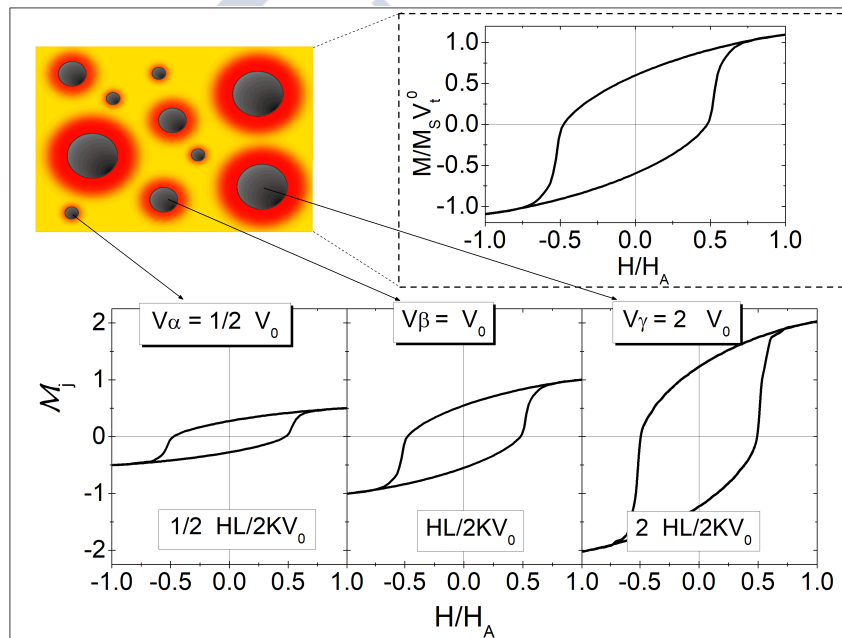 1.0
0.5
0.0
-0.5
-1.0
M/M_S V_t^0
-1.0 -0.5 0.0 0.5 1.0
H/H_A
Vα = 1/2 V_0
Vβ = V_0
Vγ = 2 V_0
2
1
0
-1
-2
M_j
1/2 HL/2KV_0
HL/2KV_0
2 HL/2KV_0
-1.0 -0.5 0.0 0.5 1.0 -0.5 0.0 0.5 1.0 -0.5 0.0 0.5 1.0
H/H_A